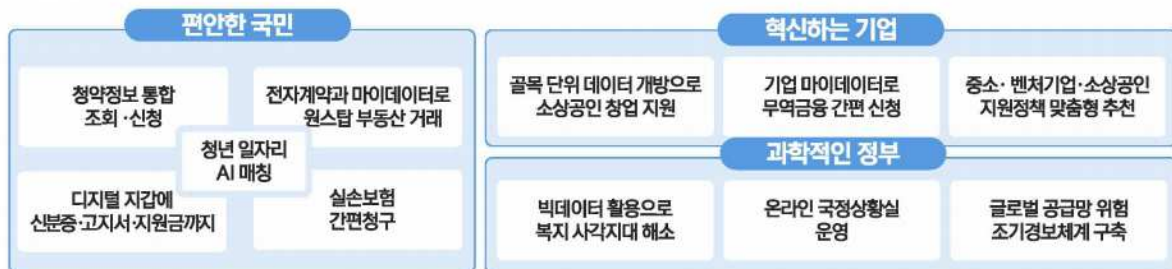 편안한 국민
청약정보 통합
조회 ·신청
전자계약과 마이데이터로
원스탑 부동산 거래
청년 일자리
AI 매칭
디지털 지갑에
신분증·고지서·지원금까지
실손보험
간편청구
혁신하는 기업
골목 단위 데이터 개방으로
소상공인 창업 지원
기업 마이데이터로
무역금융 간편 신청
중소· 벤처기업·소상공인
지원정책 맞춤형 추천
과학적인 정부
빅데이터 활용으로
복지 사각지대 해소
온라인 국정상황실
운영
글로벌 공급망 위험
조기경보체계 구축